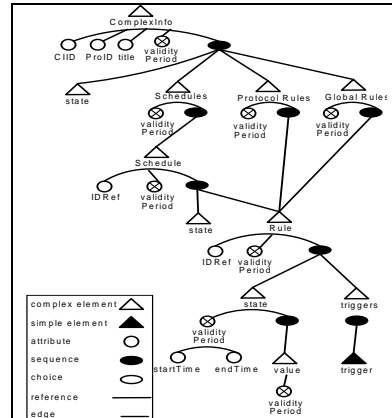 ComplexInfo
CIID ProID title validity Period
state
Schedules Protocol Rules Global Rules
validity Period validity Period validity Period
Schedule
IDRef validity Period
state
Rule
IDRef validity Period
state triggers
validity Period
startTime endTime value trigger
validity Period
complex element
simple element
attribute
sequence
choice
reference
edge